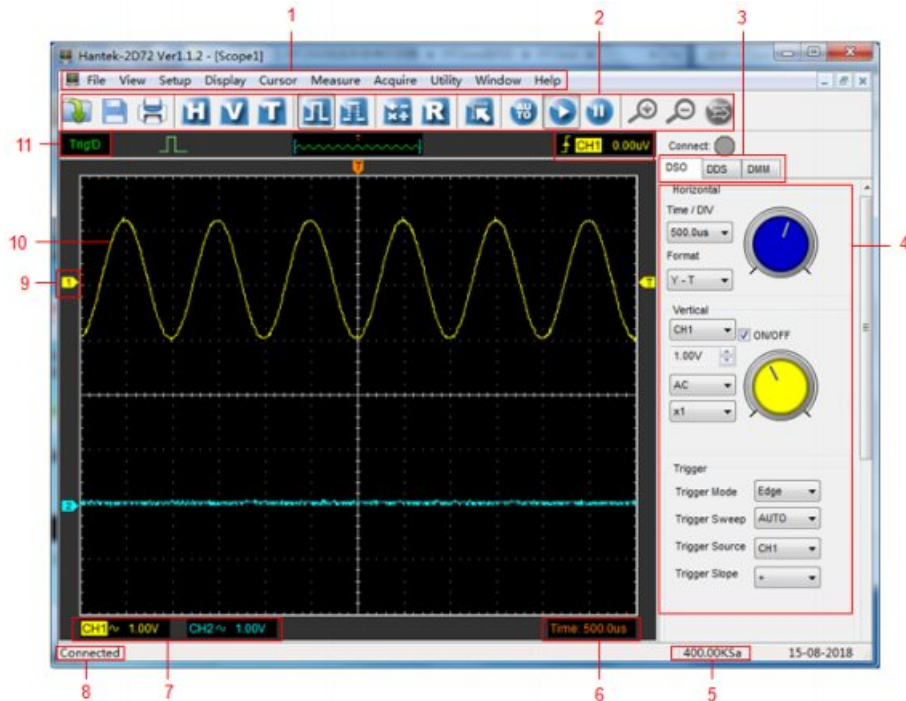 1
2
3
Hantek-2D72 Ver1.1.2 - [Scope1]
File View Setup Display Cursor Measure Acquire Utility Window Help
H V T R AUTO
11
Trig'D
T
CH1 0.00uV
Connect:
DSO DDS DMM
T
Horizontal
Time / DIV
500.0us
Format
Y - T
4
10
9
1
T
Vertical
CH1
ON/OFF
1.00V
AC
x1
2
Trigger
Trigger Mode Edge
Trigger Sweep AUTO
Trigger Source CH1
Trigger Slope +
CH1 ~ 1.00V CH2 ~ 1.00V Time: 500.0us
Connected 400.00KSa 15-08-2018
8
7
6
5